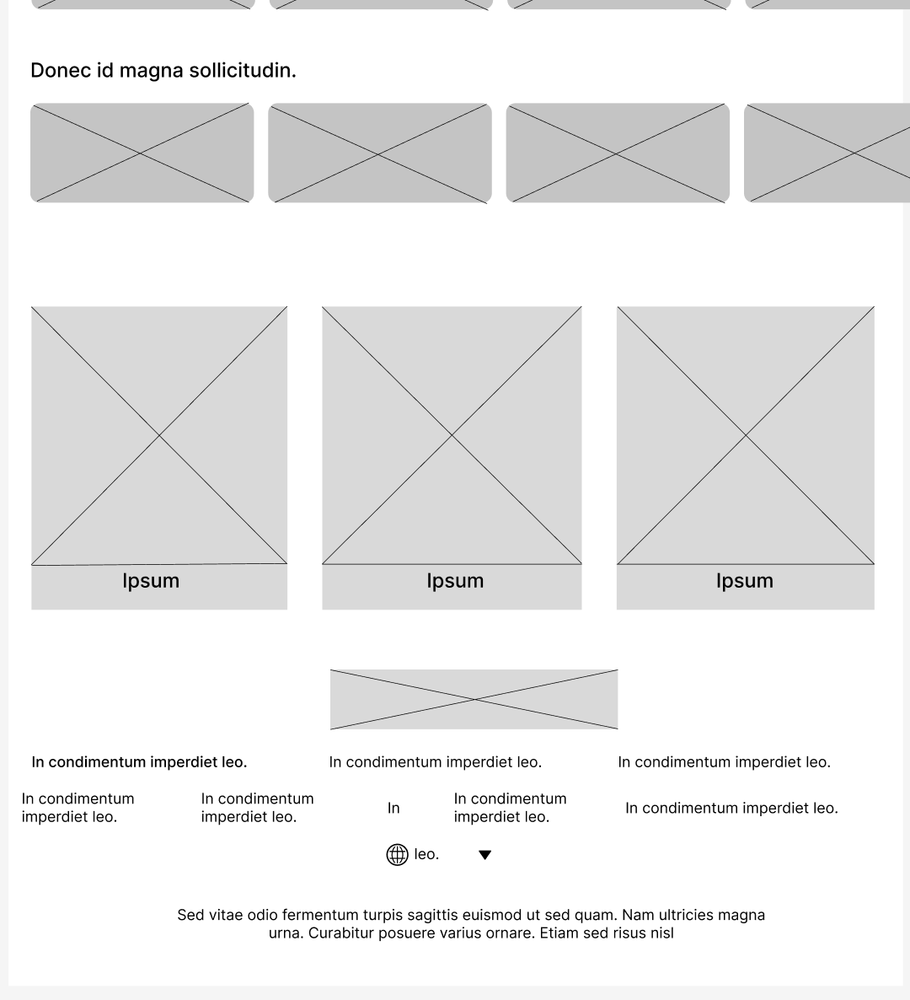 Donec id magna sollicitudin.
Ipsum
Ipsum
Ipsum
In condimentum imperdiet leo.
In condimentum imperdiet leo.
In condimentum imperdiet leo.
In condimentum
imperdiet leo.
In condimentum
imperdiet leo.
In
In condimentum
imperdiet leo.
In condimentum imperdiet leo.
leo.
Sed vitae odio fermentum turpis sagittis euismod ut sed quam. Nam ultricies magna
urna. Curabitur posuere varius ornare. Etiam sed risus nisl